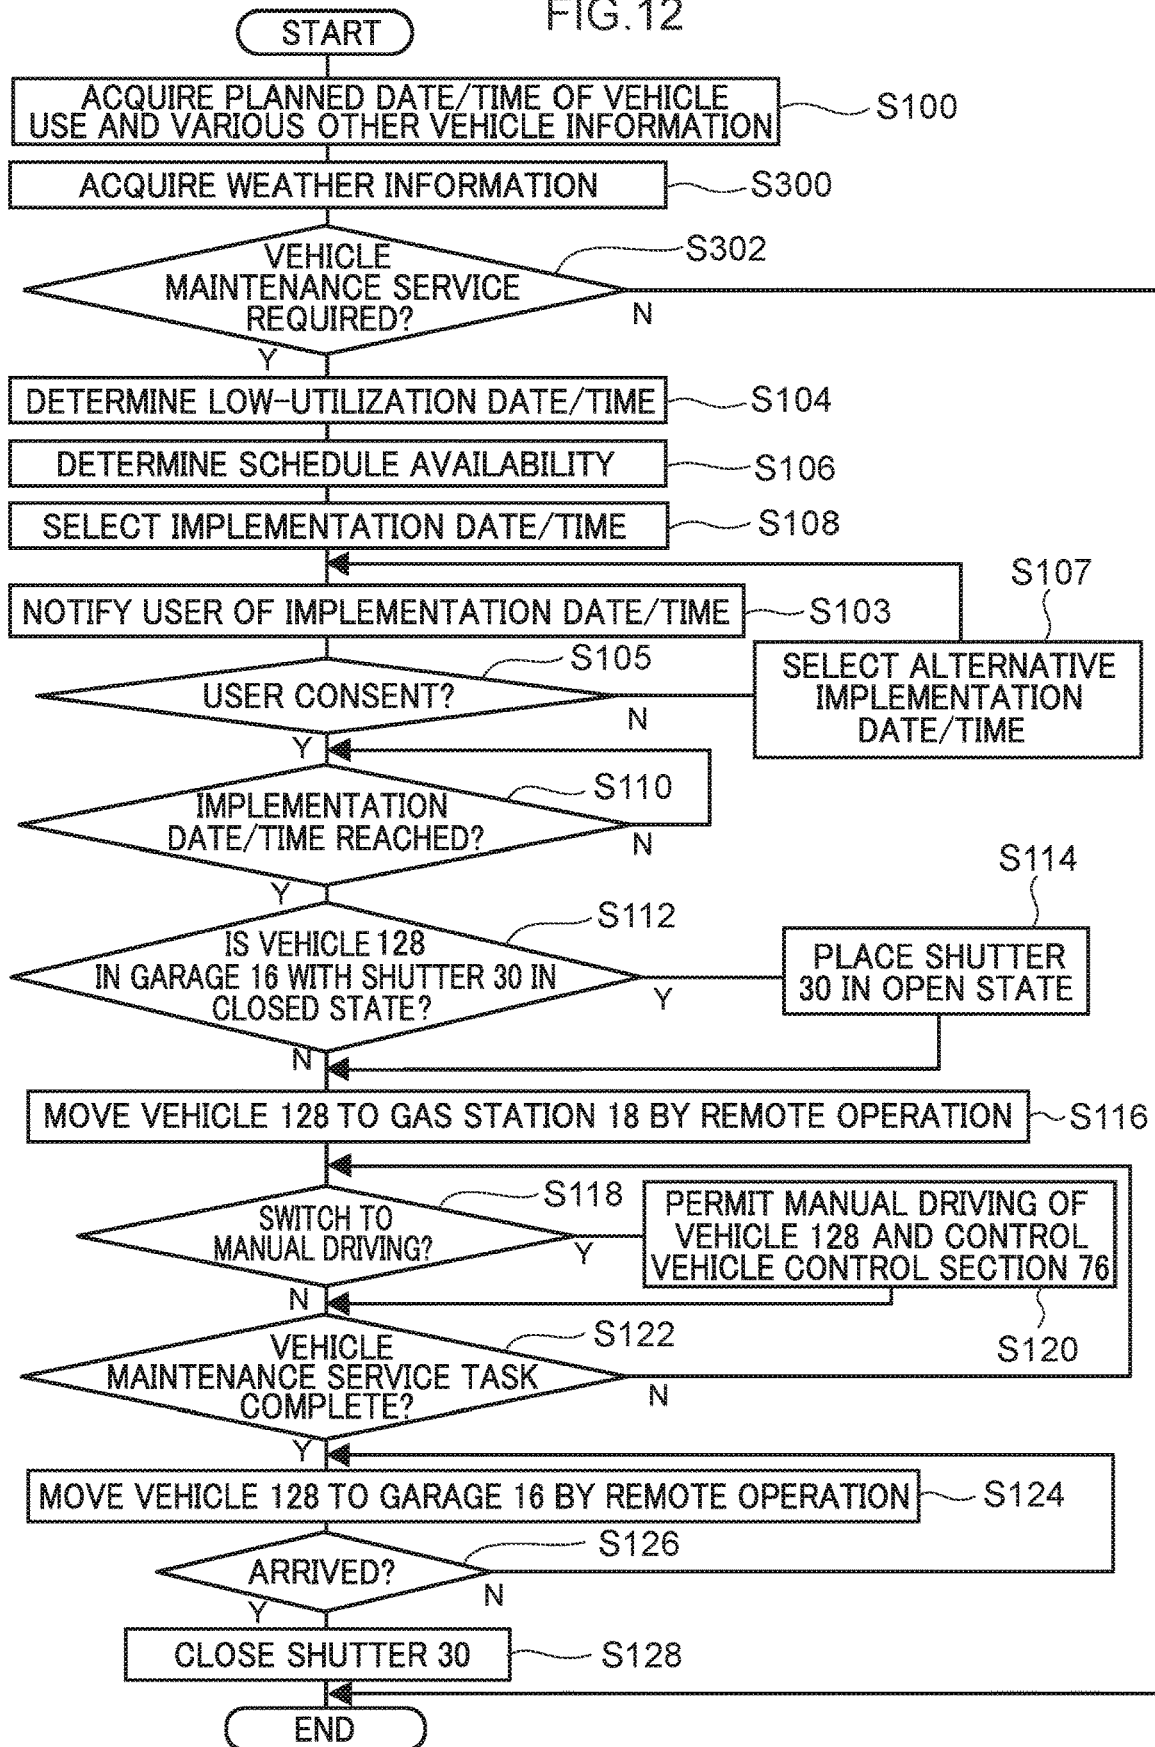 FIG.12
START
ACQUIRE PLANNED DATE/TIME OF VEHICLE
USE AND VARIOUS OTHER VEHICLE INFORMATION
S100
ACQUIRE WEATHER INFORMATION
S300
VEHICLE
MAINTENANCE SERVICE
REQUIRED?
S302
N
Y
DETERMINE LOW-UTILIZATION DATE/TIME
S104
DETERMINE SCHEDULE AVAILABILITY
S106
SELECT IMPLEMENTATION DATE/TIME
S108
NOTIFY USER OF IMPLEMENTATION DATE/TIME
S103
S107
SELECT ALTERNATIVE
IMPLEMENTATION
DATE/TIME
USER CONSENT?
S105
N
Y
IMPLEMENTATION
DATE/TIME REACHED?
S110
N
Y
IS VEHICLE 128
IN GARAGE 16 WITH SHUTTER 30 IN
CLOSED STATE?
S112
Y
N
S114
PLACE SHUTTER
30 IN OPEN STATE
MOVE VEHICLE 128 TO GAS STATION 18 BY REMOTE OPERATION
S116
SWITCH TO
MANUAL DRIVING?
S118
Y
N
PERMIT MANUAL DRIVING OF
VEHICLE 128 AND CONTROL
VEHICLE CONTROL SECTION 76
S120
VEHICLE
MAINTENANCE SERVICE TASK
COMPLETE?
S122
N
Y
MOVE VEHICLE 128 TO GARAGE 16 BY REMOTE OPERATION
S124
ARRIVED?
S126
N
Y
CLOSE SHUTTER 30
S128
END